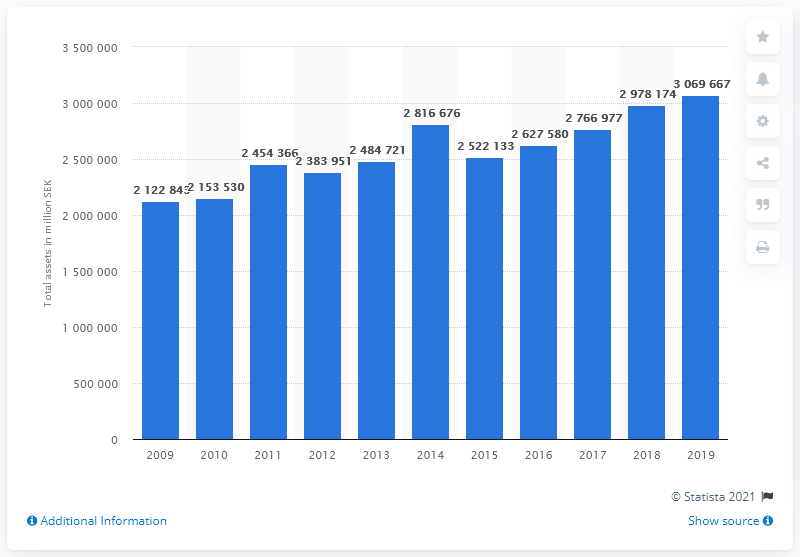 3 500 000
3 000 000
2 500 000
2 000 000
1 500 000
1 000 000
500 000
0
Total assets in million SEK
2 122 843
2 153 530
2 454 366
2 383 951
2 484 721
2 816 676
2 522 133
2 627 580
2 766 977
2 978 174
3 069 667
2009 2010 2011 2012 2013 2014 2015 2016 2017 2018 2019
© Statista 2021
Additional Information
Show source